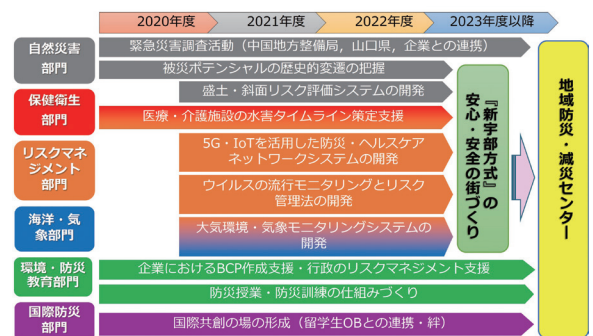 2020年度
2021年度
2022年度
2023年度以降
自然災害
部門
緊急災害調査活動（中国地方整備局，山口県，企業との連携）
被災ポテンシャルの歴史的変遷の把握
盛土・斜面リスク評価システムの開発
保健衛生
部門
医療・介護施設の水害タイムライン策定支援
リスクマネ
ジメント
部門
5G・IoTを活用した防災・ヘルスケア
ネットワークシステムの開発
ウイルスの流行モニタリングとリスク
管理法の開発
海洋・気
象部門
大気環境・気象モニタリングシステムの
開発
環境・防災
教育部門
企業におけるBCP作成支援・行政のリスクマネジメント支援
防災授業・防災訓練の仕組みづくり
国際防災
部門
国際共創の場の形成（留学生OBとの連携・絆）
『新宇部方式』の
安心・安全の街づくり
地域防災・減災センター